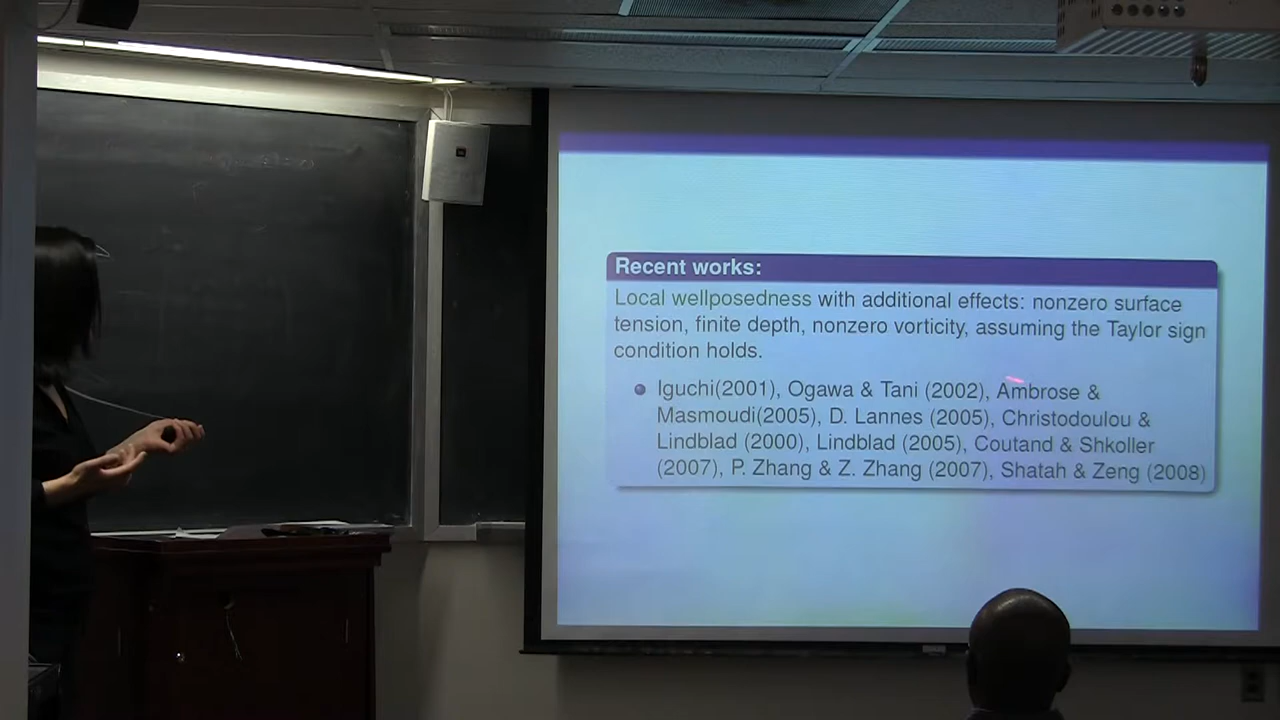 Recent works:
Local wellposedness with additional effects: nonzero surface
tension, finite depth, nonzero vorticity, assuming the Taylor sign
condition holds.
Iguchi(2001), Ogawa & Tani (2002), Ambrose &
Masmoudi(2005), D. Lannes (2005), Christodoulou &
Lindblad (2000), Lindblad (2005), Coutand & Shkoller
(2007), P. Zhang & Z. Zhang (2007), Shatah & Zeng (2008)